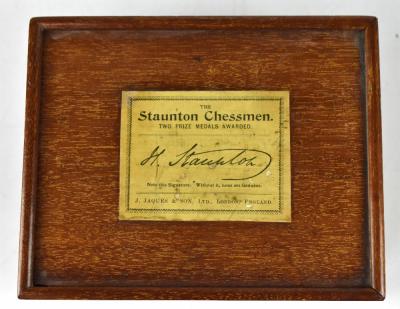 THE
Staunton Chessmen.
TWO PRIZE MEDALS AWARDED.
H. Staunton
Note this Signature. Without it, none are Genuine.
J. JAQUES & SON, LTD., LONDON, ENGLAND.